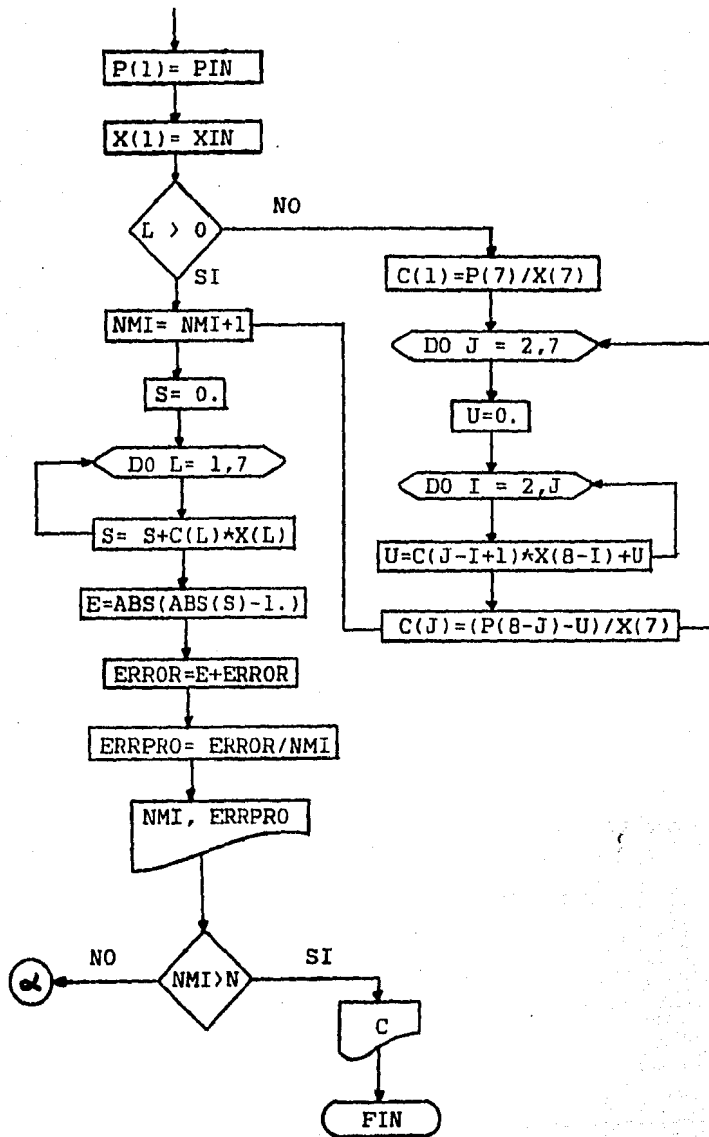 P(1)= PIN
X(1)= XIN
L > 0
NO
SI
NMI= NMI+1
S= 0.
DO L= 1,7
S= S+C(L)*X(L)
E=ABS(ABS(S)-1.)
ERROR=E+ERROR
ERRPRO= ERROR/NMI
NMI, ERRPRO
C(1)=P(7)/X(7)
DO J = 2,7
U=0.
DO I = 2,J
U=C(J-I+1)*X(8-I)+U
C(J)=(P(8-J)-U)/X(7)
NMI>N
NO
SI
α
C
FIN